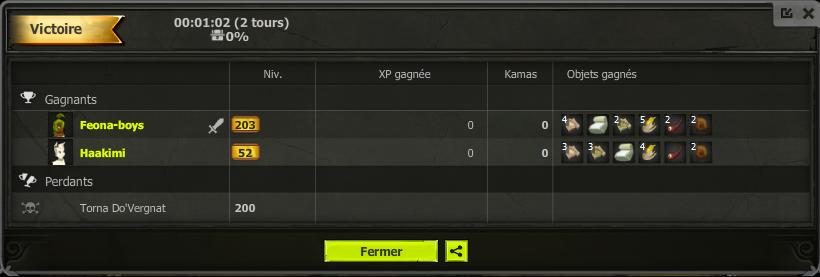 Victoire
00:01:02 (2 tours)
0%
Niv. XP gagnée Kamas Objets gagnés
Gagnants
Feona-boys 203 0 0 4 2 5 2 2
Haakimi 52 0 0 3 3 4 2
Perdants
Torna Do'Vergnat 200
Fermer